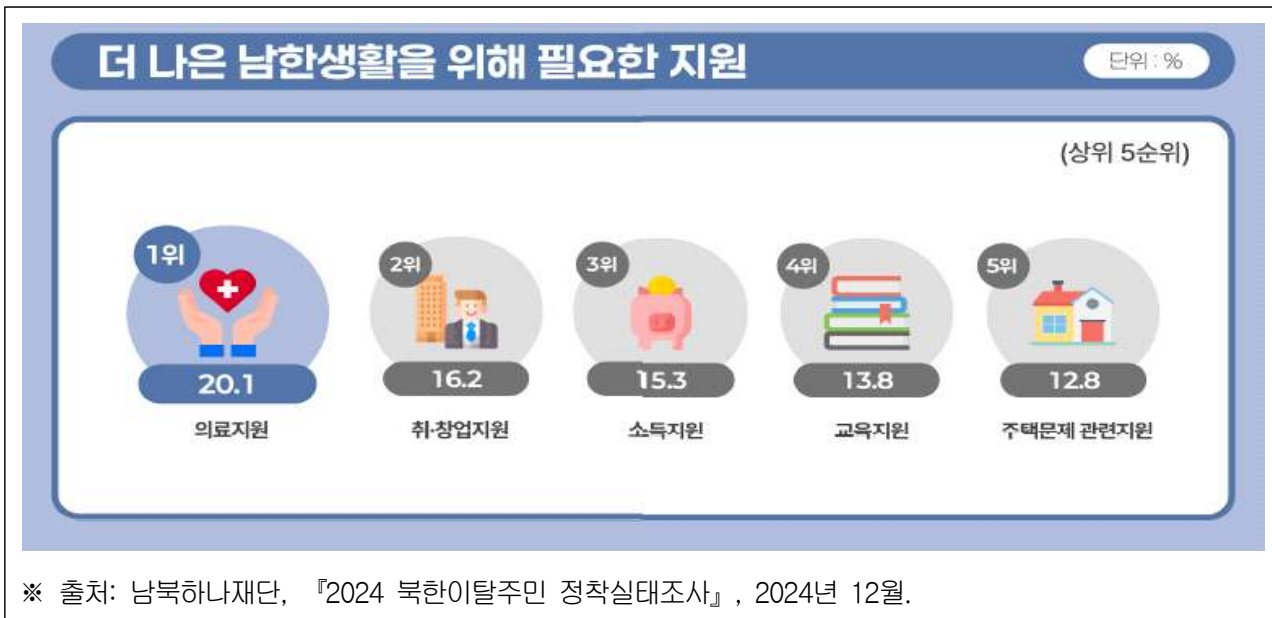 더 나은 남한생활을 위해 필요한 지원
단위 : %
(상위 5순위)
1위
2위
3위
4위
5위
20.1
16.2
15.3
13.8
12.8
의료지원
취·창업지원
소득지원
교육지원
주택문제 관련지원
※ 출처: 남북하나재단, 『2024 북한이탈주민 정착실태조사』, 2024년 12월.